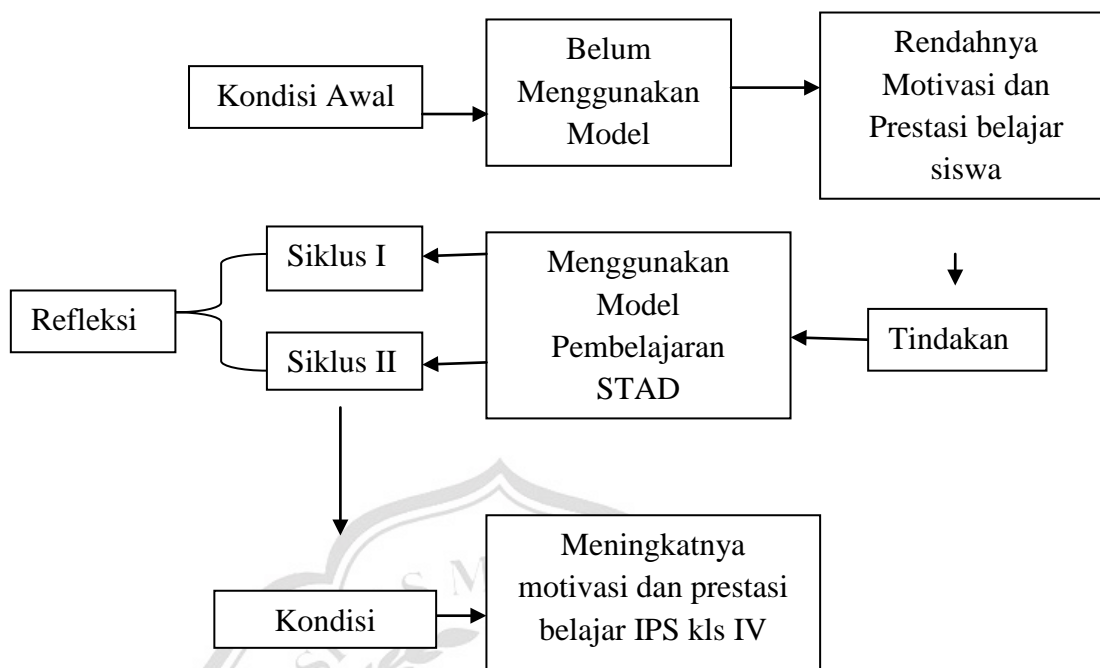 Kondisi Awal
Belum
Menggunakan
Model
Rendahnya
Motivasi dan
Prestasi belajar
siswa
Siklus I
Menggunakan
Model
Pembelajaran
STAD
Refleksi
Siklus II
Tindakan
Kondisi
Meningkatnya
motivasi dan prestasi
belajar IPS kls IV